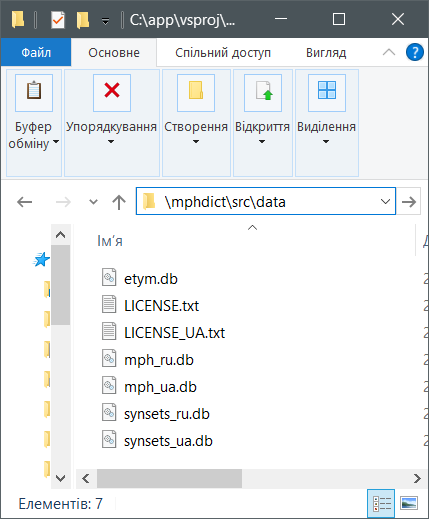 C:\app\vsproj\...
Файл
Основне
Спільний доступ
Вигляд
Буфер обміну
Упорядкування
Створення
Відкриття
Виділення
\mphdict\src\data
Ім’я
etym.db
LICENSE.txt
LICENSE_UA.txt
mph_ru.db
mph_ua.db
synsets_ru.db
synsets_ua.db
Елементів: 7